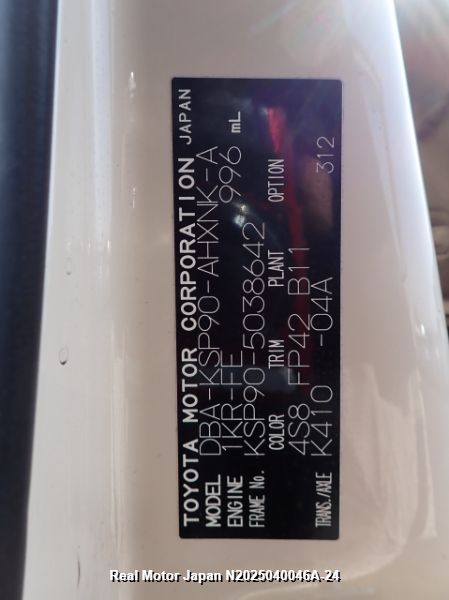 TOYOTA MOTOR CORPORATION JAPAN
MODEL DBA-KSP90-AHXNK-A
ENGINE 1KR-FE 996 mL
FRAME No. KSP90-5038642
COLOR TRIM PLANT OPTION
4S8 FP42 B11 312
TRANS./AXLE K410 -04A
Real Motor Japan N2025040046A-24